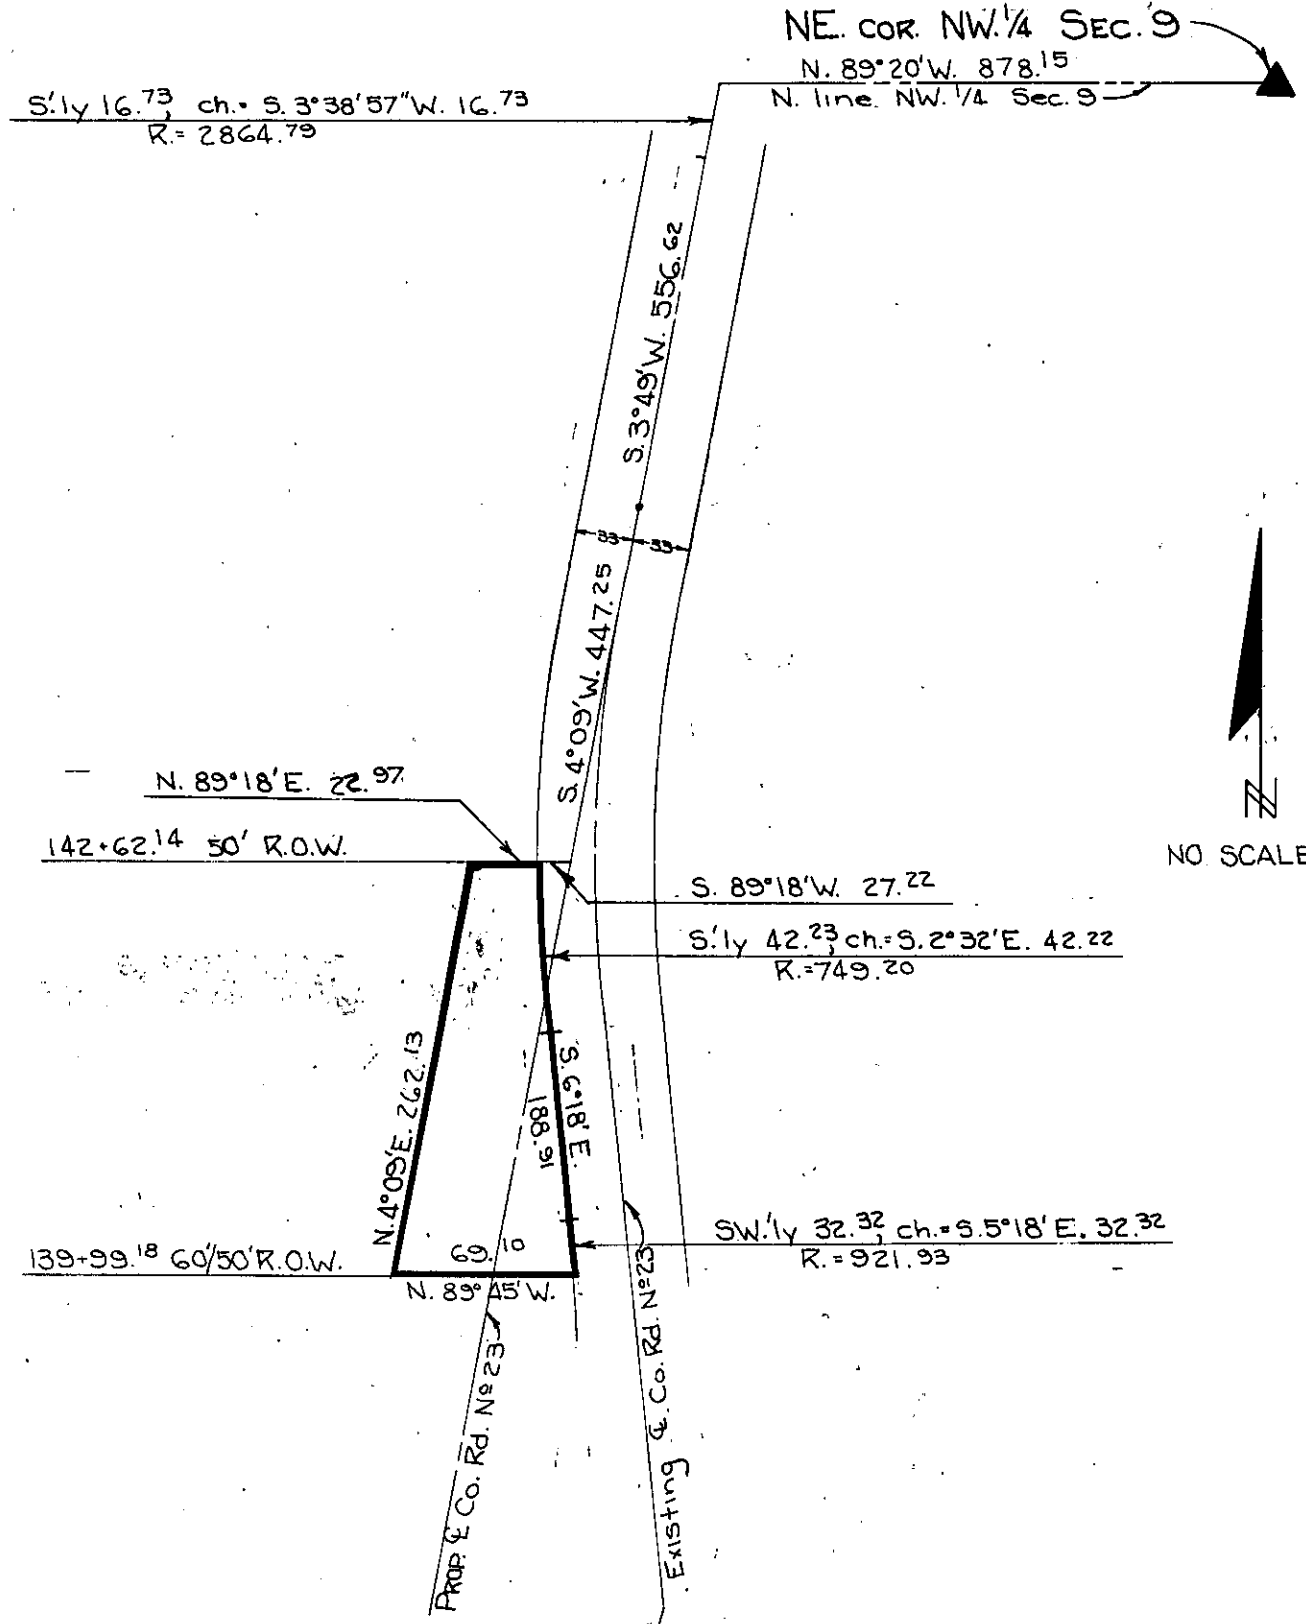 NE. COR. NW. 1/4 SEC. 9
N. 89°20'W. 878.15
N. line NW. 1/4 Sec. 9
S.'ly 16.73, ch.= S. 3°38'57"W. 16.73
R.= 2864.79
S. 3°49'W. 556.62
33 33
S. 4°09'W. 447.25
N
NO SCALE
N. 89°18'E. 22.97
142+62.14 50' R.O.W.
S. 89°18'W. 27.22
S.'ly 42.23, ch.= S. 2°32'E. 42.22
R.=749.20
N. 4°09'E. 262.13
S. 6°18'E.
188.91
SW.'ly 32.32, ch.= S. 5°18'E. 32.32
R.= 921.93
139+99.18 60'/50' R.O.W.
69.10
N. 89°45'W.
PROP. ℄ Co. Rd. Nº 23
Existing ℄ Co. Rd. Nº 23